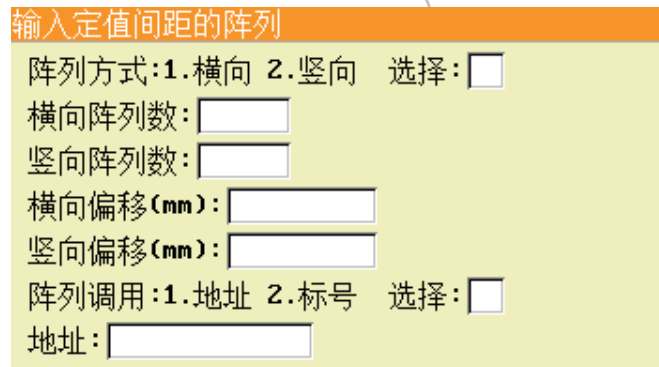 输入定值间距的阵列
阵列方式:1.横向 2.竖向 选择:
横向阵列数:
竖向阵列数:
横向偏移(mm):
竖向偏移(mm):
阵列调用:1.地址 2.标号 选择:
地址: